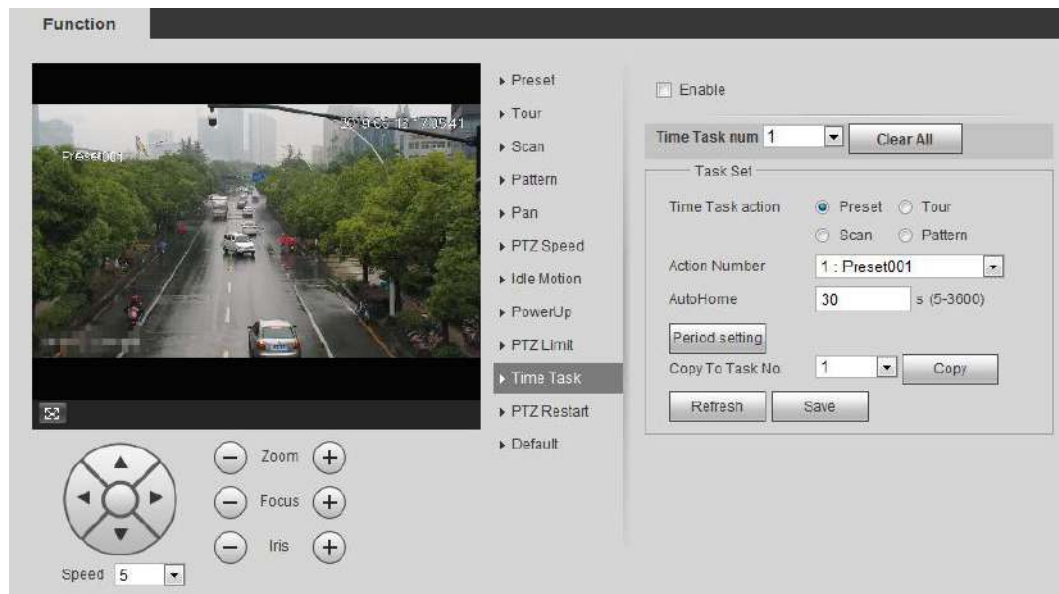 Function
Preset001
▸ Preset
▸ Tour
▸ Scan
▸ Pattern
▸ Pan
▸ PTZ Speed
▸ Idle Motion
▸ PowerUp
▸ PTZ Limit
▸ Time Task
▸ PTZ Restart
▸ Default
Enable
Time Task num 1 Clear All
Task Set
Time Task action Preset Tour
Scan Pattern
Action Number 1 : Preset001
AutoHome 30 s (5-3600)
Period setting
Copy To Task No. 1 Copy
Refresh Save
Zoom
Focus
Iris
Speed 5